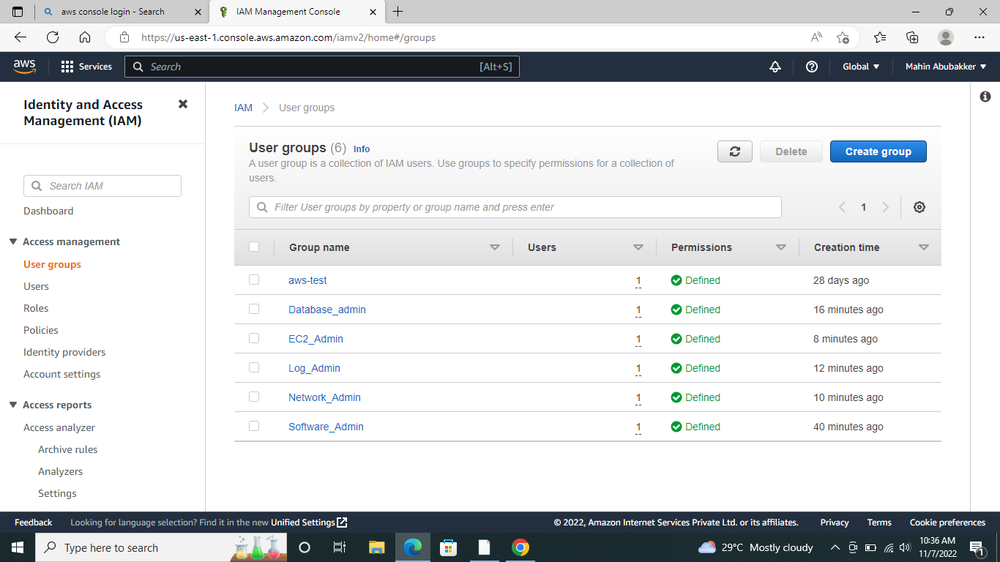 aws console login - Search
IAM Management Console
https://us-east-1.console.aws.amazon.com/iamv2/home#/groups
aws
Services
Search
[Alt+S]
Global
Mahin Abubakker
Identity and Access
Management (IAM)
Search IAM
Dashboard
Access management
User groups
Users
Roles
Policies
Identity providers
Account settings
Access reports
Access analyzer
Archive rules
Analyzers
Settings
IAM
User groups
User groups (6) Info
A user group is a collection of IAM users. Use groups to specify permissions for a collection of
users.
Delete
Create group
Filter User groups by property or group name and press enter
1
Group name Users Permissions Creation time
aws-test 1 Defined 28 days ago
Database_admin 1 Defined 16 minutes ago
EC2_Admin 1 Defined 8 minutes ago
Log_Admin 1 Defined 12 minutes ago
Network_Admin 1 Defined 10 minutes ago
Software_Admin 1 Defined 40 minutes ago
Feedback
Looking for language selection? Find it in the new Unified Settings
© 2022, Amazon Internet Services Private Ltd. or its affiliates.
Privacy
Terms
Cookie preferences
Type here to search
29°C Mostly cloudy
10:36 AM
11/7/2022
1